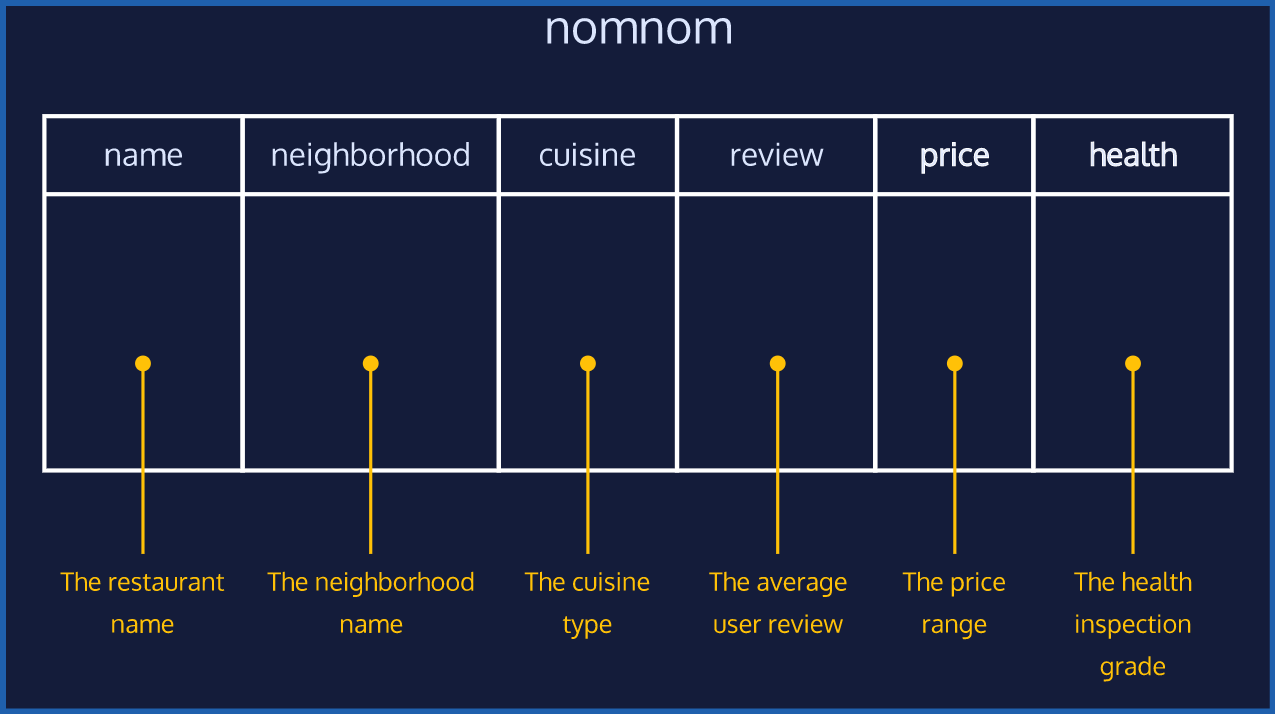 nomnom
name neighborhood cuisine review price health
The restaurant The neighborhood The cuisine The average The price The health
name name type user review range inspection
grade